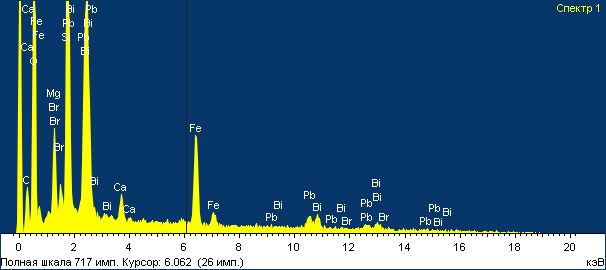 Спектр 1
Ca Bi Pb
Fe Pb Bi
Fe S Pb
Ca Bi
O
Mg
Br
Br
Br
C Bi Ca Fe
Bi Ca Fe
Bi
Pb Bi Pb Bi Pb Bi
Bi Pb Bi Pb Br Pb Bi
Pb Br
0 2 4 6 8 10 12 14 16 18 20
Полная шкала 717 имп. Курсор: 6.062 (26 имп.) кэВ